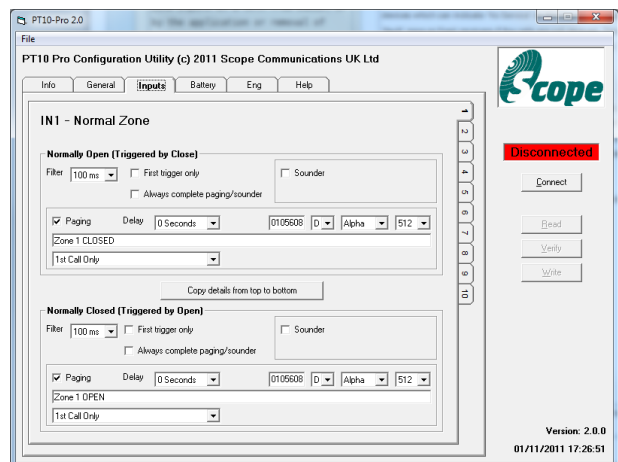 PT10-Pro 2.0
File
PT10 Pro Configuration Utility (c) 2011 Scope Communications UK Ltd
Info General Inputs Battery Eng Help
Scope
IN1 - Normal Zone
1
2
3
4
5
6
7
8
9
10
Normally Open (Triggered by Close)
Filter 100 ms First trigger only Sounder
Always complete paging/sounder
Paging Delay 0 Seconds 0105608 D Alpha 512
Zone 1 CLOSED
1st Call Only
Copy details from top to bottom
Normally Closed (Triggered by Open)
Filter 100 ms First trigger only Sounder
Always complete paging/sounder
Paging Delay 0 Seconds 0105608 D Alpha 512
Zone 1 OPEN
1st Call Only
Disconnected
Connect
Read
Verify
Write
Version: 2.0.0
01/11/2011 17:26:51